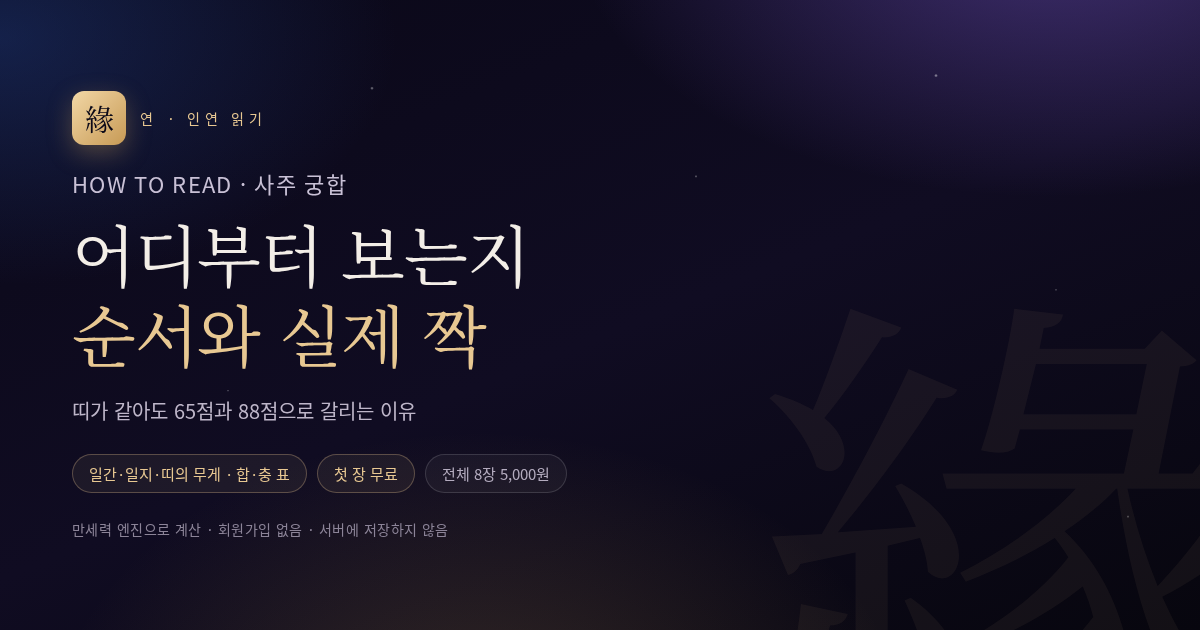 緣 연 · 인연 읽기
HOW TO READ · 사주 궁합
어디부터 보는지
순서와 실제 짝
띠가 같아도 65점과 88점으로 갈리는 이유
일간·일지·띠의 무게 · 합·충 표 첫 장 무료 전체 8장 5,000원
만세력 엔진으로 계산 · 회원가입 없음 · 서버에 저장하지 않음
緣